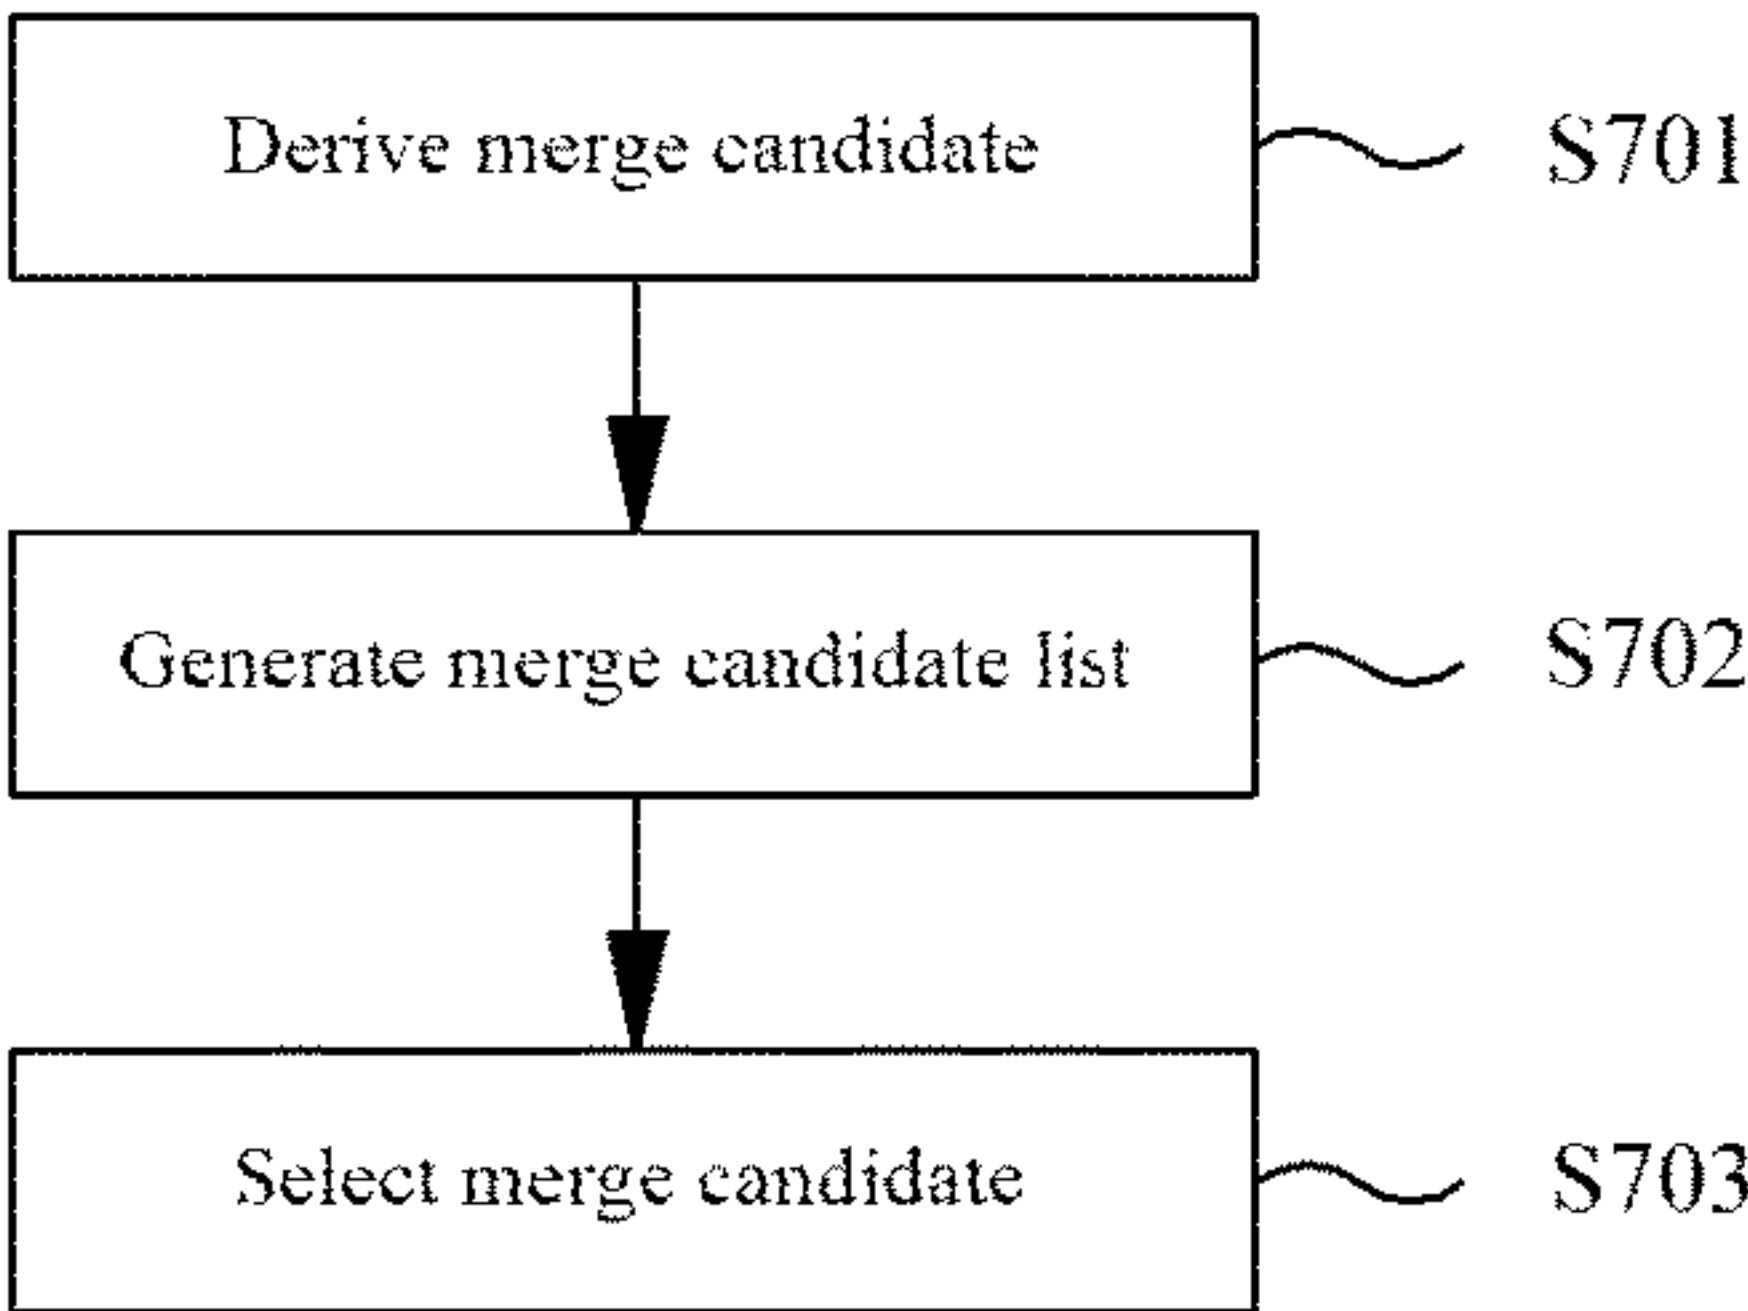 Derive merge candidate S701
Generate merge candidate list S702
Select merge candidate S703